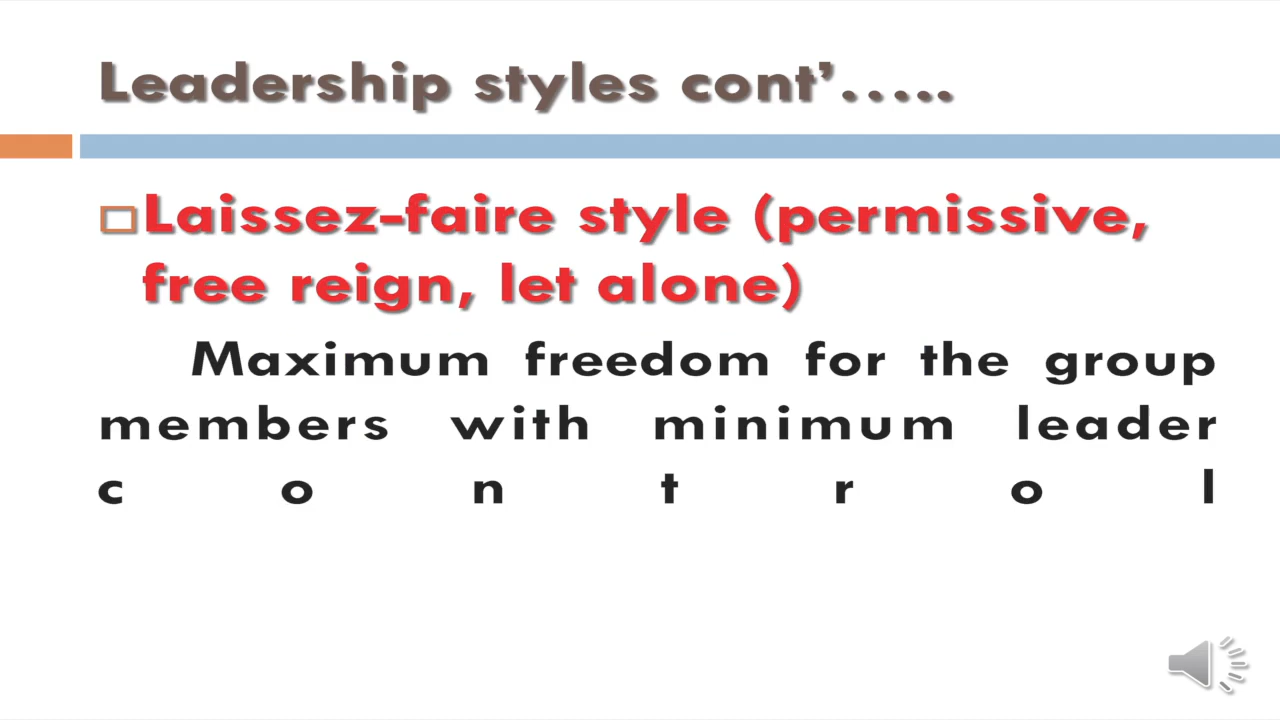 Leadership styles cont’.....
Laissez-faire style (permissive,
free reign, let alone)
Maximum freedom for the group
members with minimum leader
control